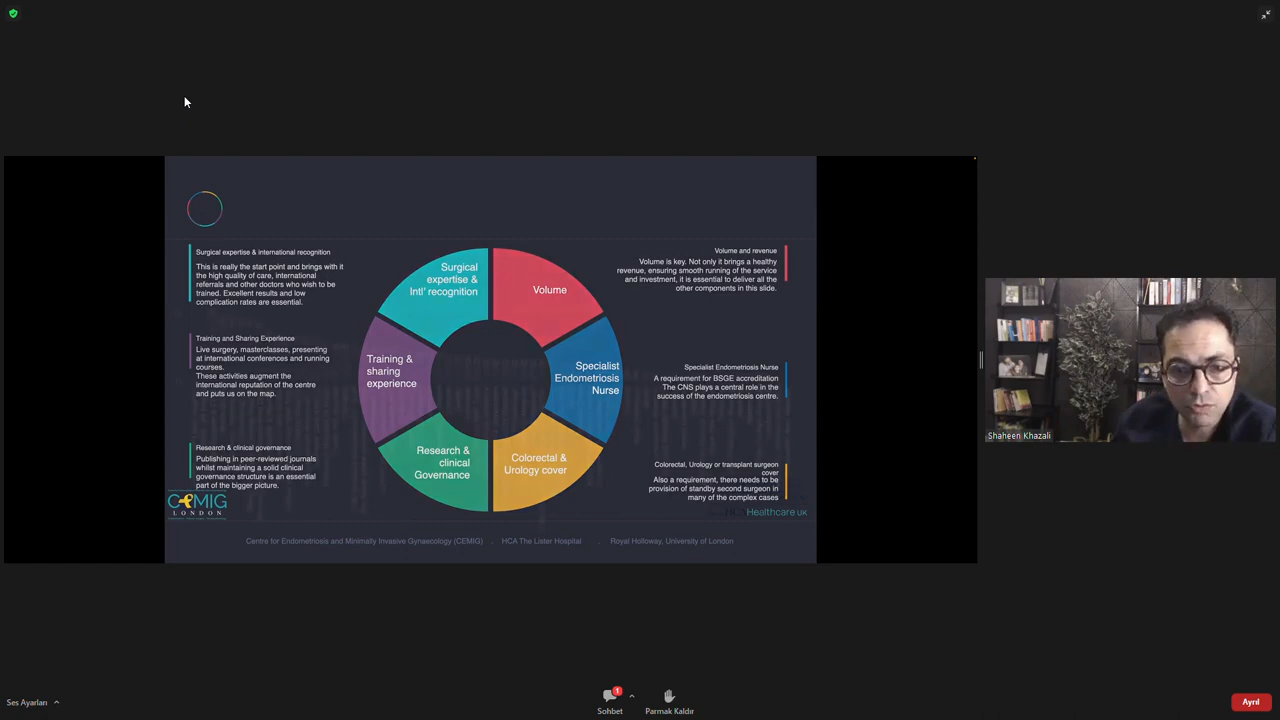 Surgical expertise & international recognition
This is really the start point and brings with it
the high quality of care, international
referrals and other doctors who wish to be
trained. Excellent results and low
complication rates are essential.
Training and Sharing Experience
Live surgery, masterclasses, presenting
at international conferences and running
courses.
These activities augment the
international reputation of the centre
and puts us on the map.
Research & clinical governance
Publishing in peer-reviewed journals
whilst maintaining a solid clinical
governance structure is an essential
part of the bigger picture.
Surgical
expertise &
Intl’ recognition
Volume
Training &
sharing
experience
Specialist
Endometriosis
Nurse
Research &
clinical
Governance
Colorectal &
Urology cover
Volume and revenue
Volume is key. Not only it brings a healthy
revenue, ensuring smooth running of the service
and investment, it is essential to deliver all the
other components in this slide.
Specialist Endometriosis Nurse
A requirement for BSGE accreditation
The CNS plays a central role in the
success of the endometriosis centre.
Colorectal, Urology or transplant surgeon
cover
Also a requirement, there needs to be
provision of standby second surgeon in
many of the complex cases
CEMIG
LONDON
HCA Healthcare UK
Centre for Endometriosis and Minimally Invasive Gynaecology (CEMIG) . HCA The Lister Hospital . Royal Holloway, University of London
Shaheen Khazali
Ses Ayarları
1
Sohbet
Parmak Kaldır
Ayrıl